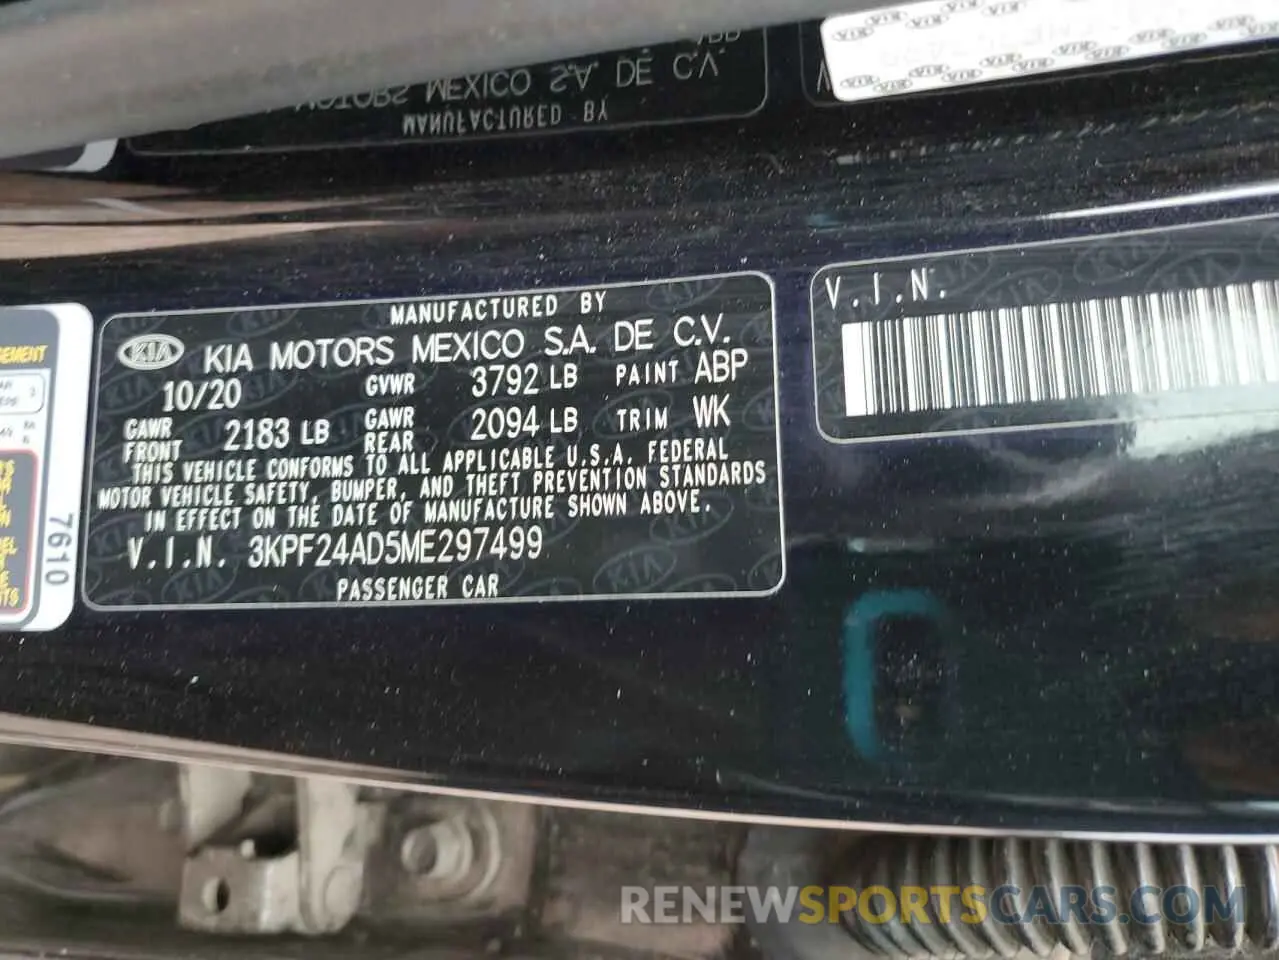 MANUFACTURED BY
KIA KIA MOTORS MEXICO S.A. DE C.V.
10/20 GVWR 3792 LB PAINT ABP
GAWR FRONT 2183 LB GAWR REAR 2094 LB TRIM WK
THIS VEHICLE CONFORMS TO ALL APPLICABLE U.S.A. FEDERAL
MOTOR VEHICLE SAFETY, BUMPER, AND THEFT PREVENTION STANDARDS
IN EFFECT ON THE DATE OF MANUFACTURE SHOWN ABOVE.
V.I.N. 3KPF24AD5ME297499
PASSENGER CAR
V.I.N.
7610
MANUFACTURED BY
MOTORS MEXICO S.A. DE C.V.
RENEWSPORTSCARS.COM